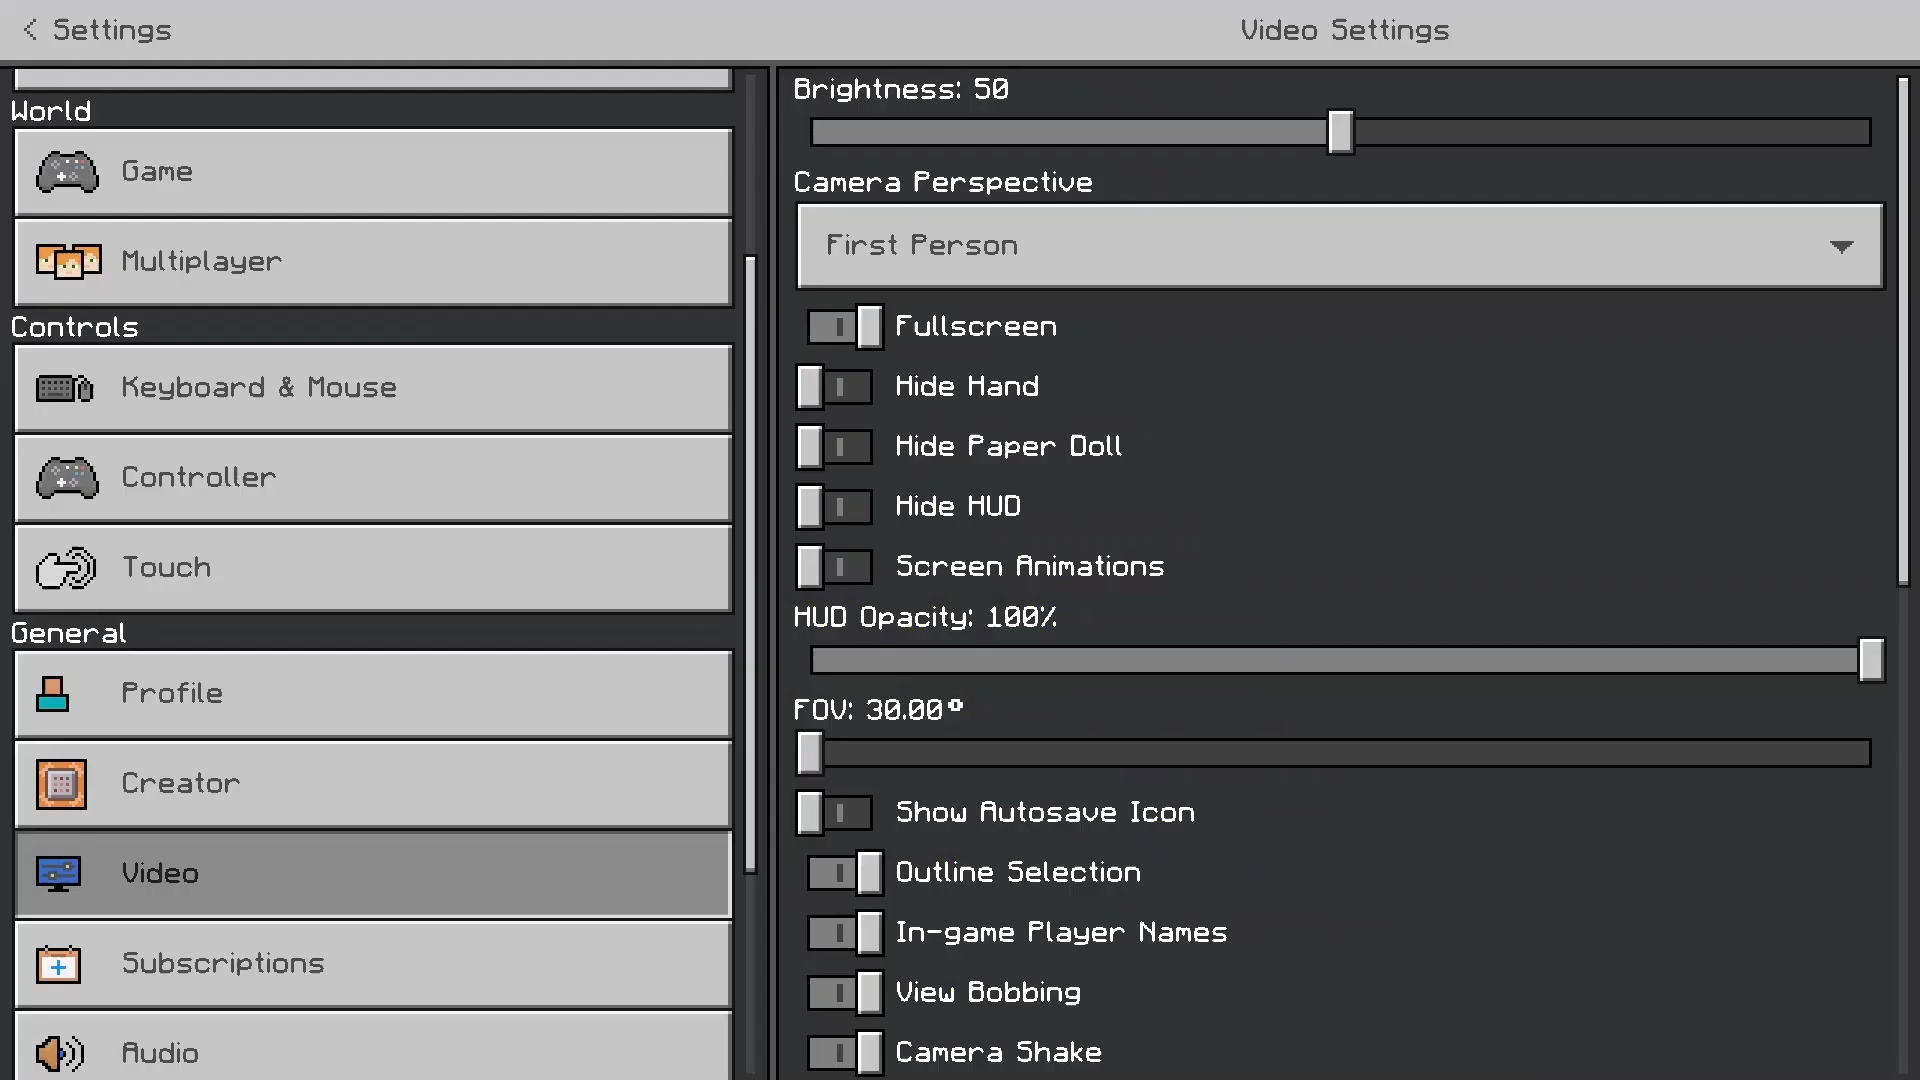 Settings
Video Settings
World
Game
Multiplayer
Controls
Keyboard & Mouse
Controller
Touch
General
Profile
Creator
Video
Subscriptions
Audio
Brightness: 50
Camera Perspective
First Person
Fullscreen
Hide Hand
Hide Paper Doll
Hide HUD
Screen Animations
HUD Opacity: 100%
FOV: 30.00°
Show Autosave Icon
Outline Selection
In-game Player Names
View Bobbing
Camera Shake